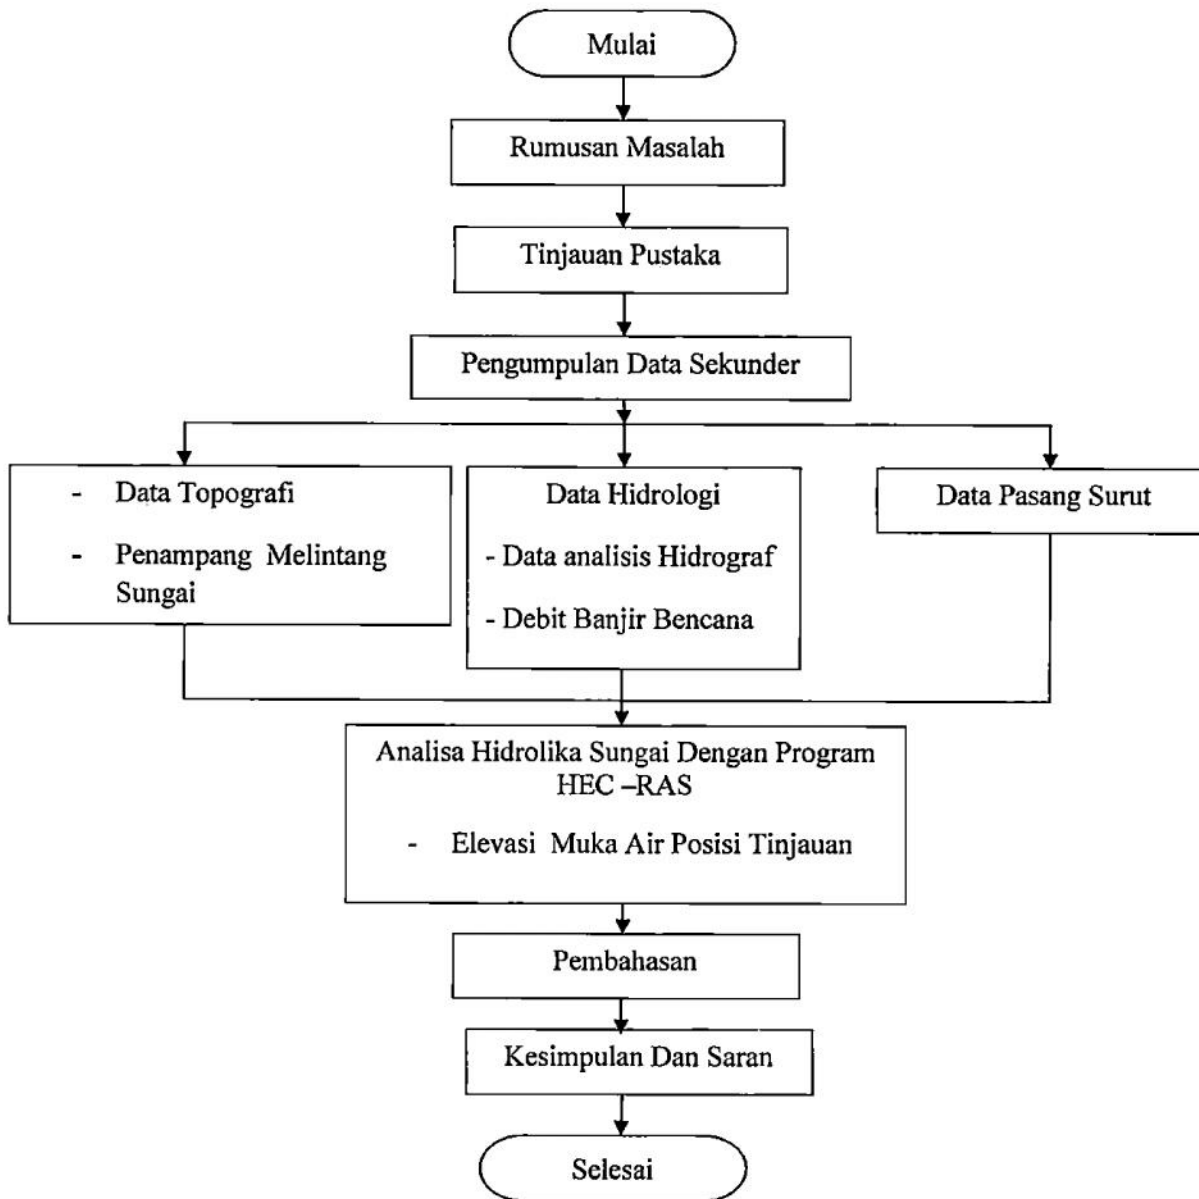 Mulai
Rumusan Masalah
Tinjauan Pustaka
Pengumpulan Data Sekunder
- Data Topografi
- Penampang Melintang
Sungai
Data Hidrologi
- Data analisis Hidrograf
- Debit Banjir Bencana
Data Pasang Surut
Analisa Hidrolika Sungai Dengan Program
HEC –RAS
- Elevasi Muka Air Posisi Tinjauan
Pembahasan
Kesimpulan Dan Saran
Selesai